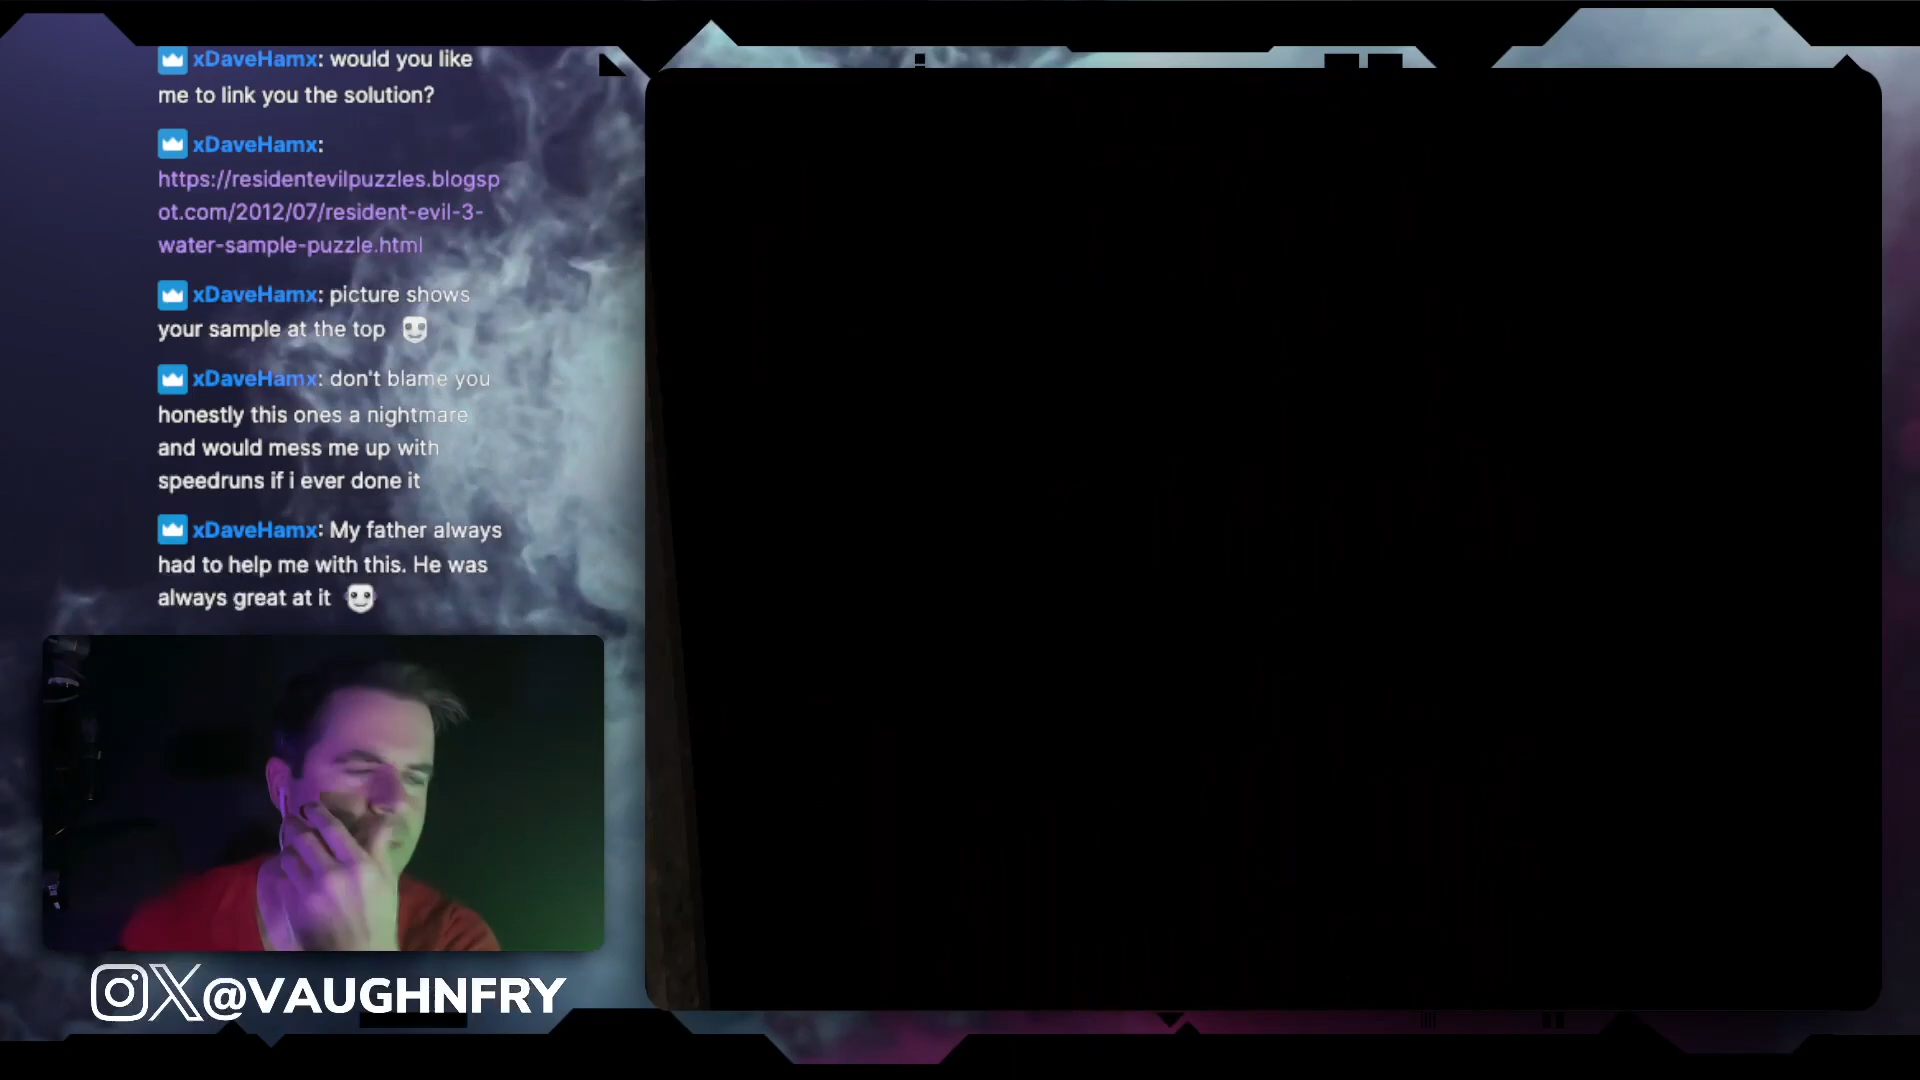 xDaveHamx: would you like
me to link you the solution?
xDaveHamx:
https://residentevilpuzzles.blogsp
ot.com/2012/07/resident-evil-3-
water-sample-puzzle.html
xDaveHamx: picture shows
your sample at the top
xDaveHamx: don't blame you
honestly this ones a nightmare
and would mess me up with
speedruns if i ever done it
xDaveHamx: My father always
had to help me with this. He was
always great at it
@VAUGHNFRY